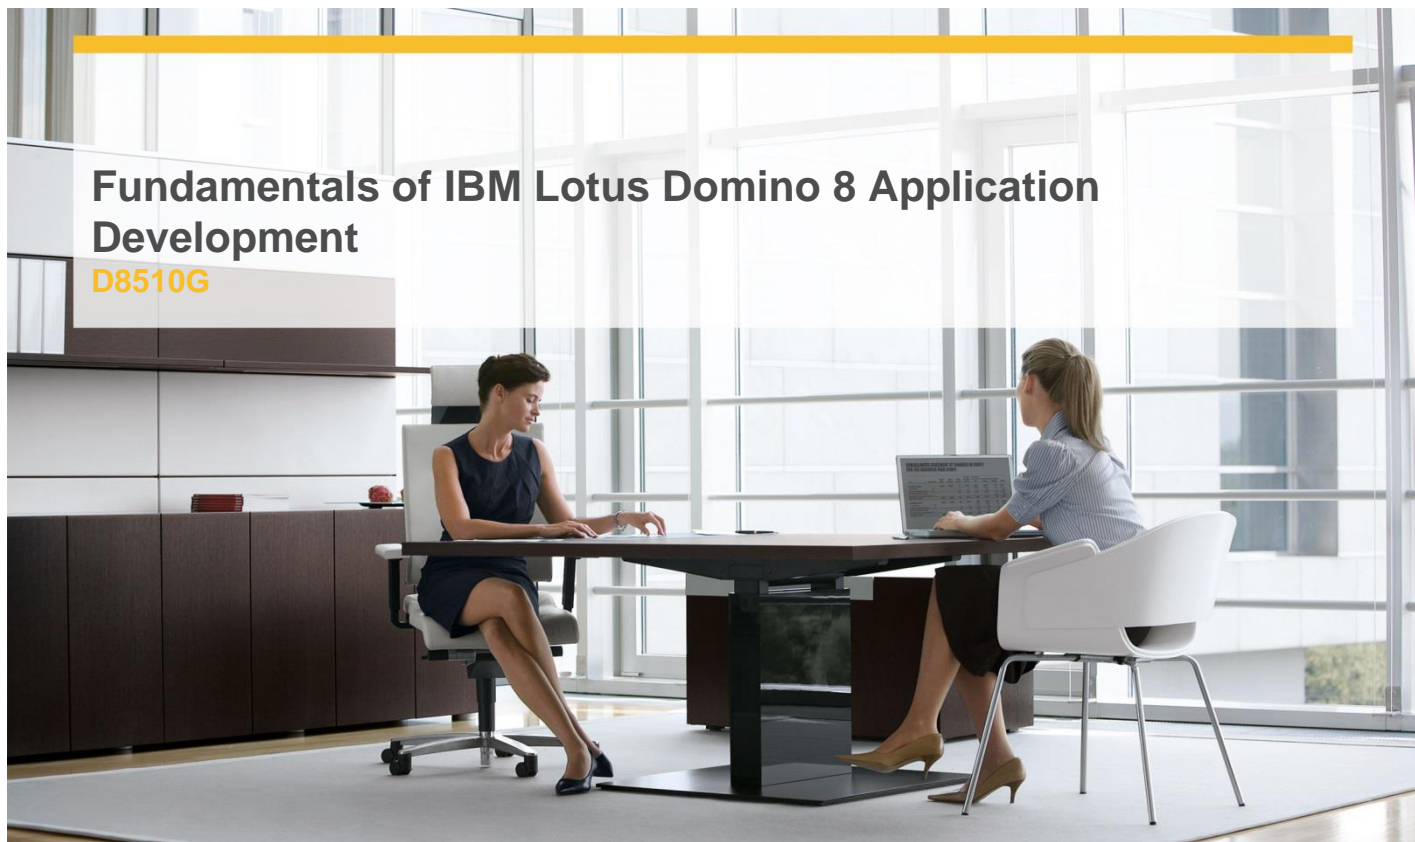 Fundamentals of IBM Lotus Domino 8 Application
Development
D8510G